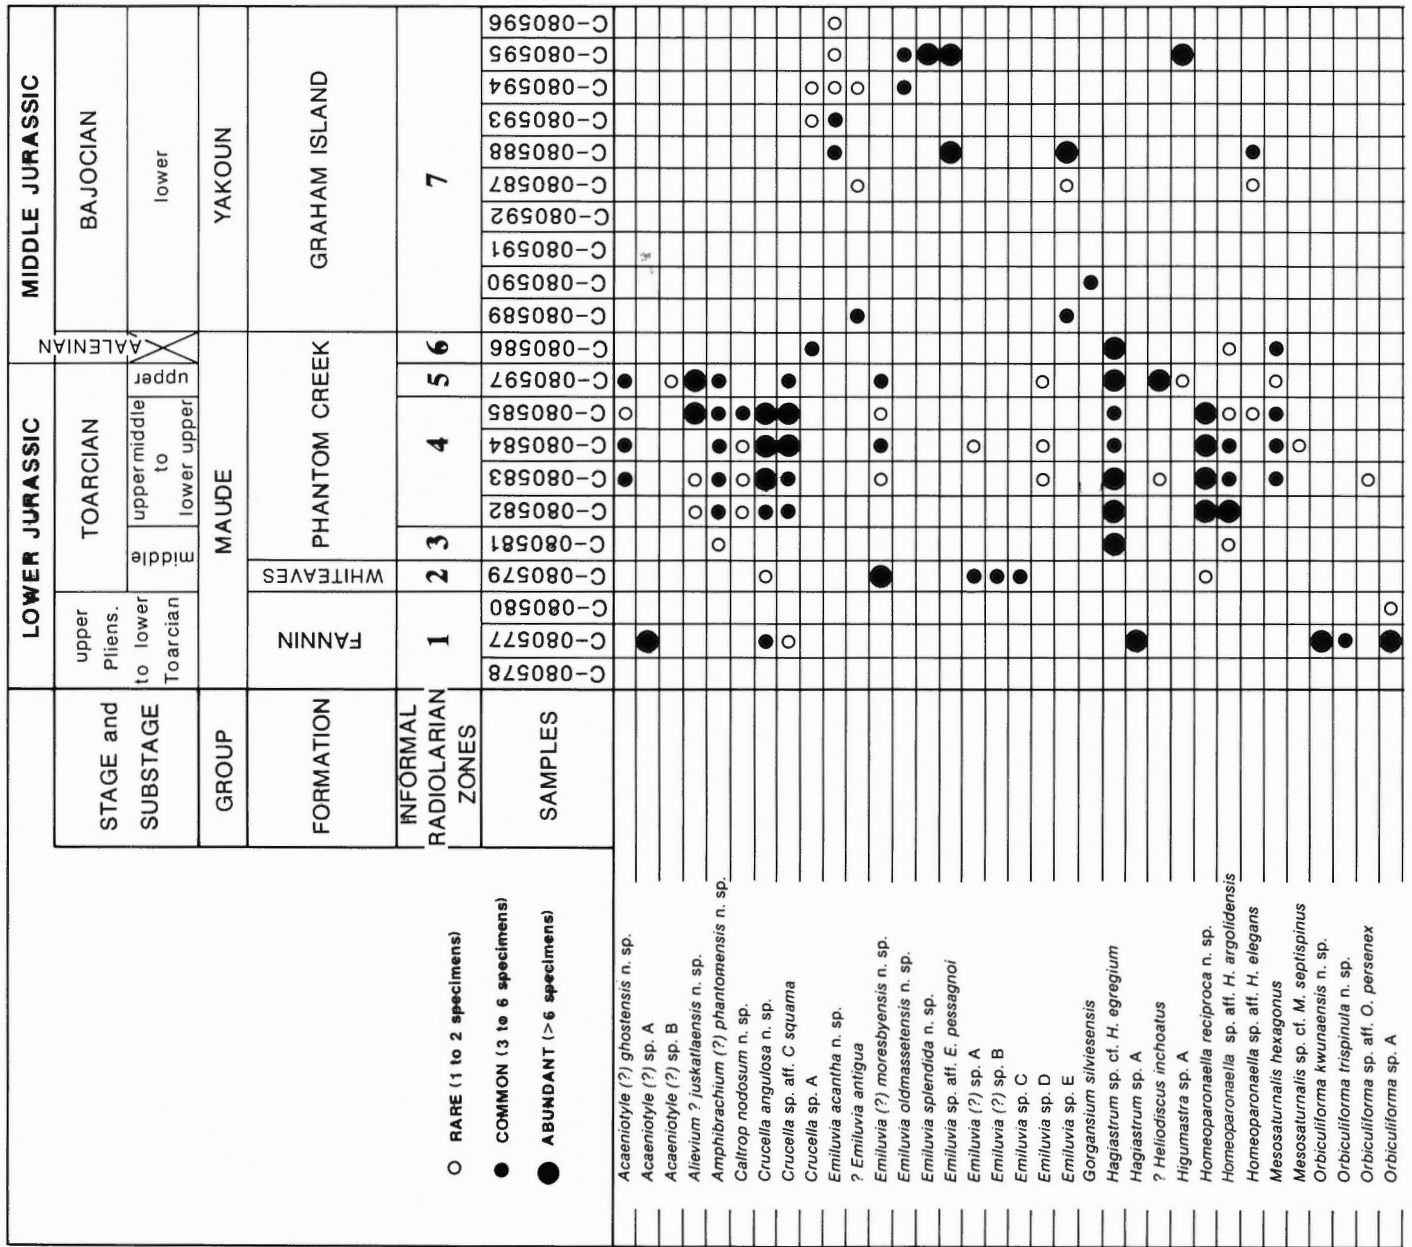 LOWER JURASSIC
MIDDLE JURASSIC
STAGE and
SUBSTAGE
upper
Pliens.
to lower
Toarcian
TOARCIAN
middle
uppermiddle
to
lower upper
upper
AALENIAN
BAJOCIAN
lower
GROUP
MAUDE
YAKOUN
FORMATION
FANNIN
WHITEAVES
PHANTOM CREEK
GRAHAM ISLAND
INFORMAL
RADIOLARIAN
ZONES
1
2
3
4
5
6
7
SAMPLES
C-080578
C-080577
C-080580
C-080579
C-080581
C-080582
C-080583
C-080584
C-080585
C-080597
C-080586
C-080589
C-080590
C-080591
C-080592
C-080587
C-080588
C-080593
C-080594
C-080595
C-080596
RARE (1 to 2 specimens)
COMMON (3 to 6 specimens)
ABUNDANT (>6 specimens)
Acaeniotyle (?) ghostensis n. sp.
Acaeniotyle (?) sp. A
Acaeniotyle (?) sp. B
Alievium ? juskatlaensis n. sp.
Amphibrachium (?) phantomensis n. sp.
Caltrop nodosum n. sp.
Crucella angulosa n. sp.
Crucella sp. aff. C squama
Crucella sp. A
Emiluvia acantha n. sp.
? Emiluvia antigua
Emiluvia (?) moresbyensis n. sp.
Emiluvia oldmassetensis n. sp.
Emiluvia splendida n. sp.
Emiluvia sp. aff. E. pessagnoi
Emiluvia (?) sp. A
Emiluvia (?) sp. B
Emiluvia sp. C
Emiluvia sp. D
Emiluvia sp. E
Gorgansium silviesensis
Hagiastrum sp. cf. H. egregium
Hagiastrum sp. A
? Heliodiscus inchoatus
Higumastra sp. A
Homeoparonaella reciproca n. sp.
Homeoparonaella sp. aff. H. argolidensis
Homeoparonaella sp. aff. H. elegans
Mesosaturnalis hexagonus
Mesosaturnalis sp. cf. M. septispinus
Orbiculiforma kwunaensis n. sp.
Orbiculiforma trispinula n. sp.
Orbiculiforma sp. aff. O. persenex
Orbiculiforma sp. A